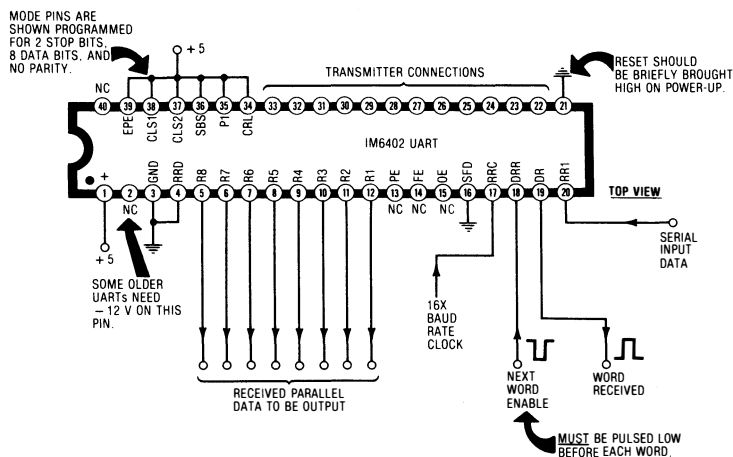 MODE PINS ARE
SHOWN PROGRAMMED
FOR 2 STOP BITS,
8 DATA BITS, AND
NO PARITY.
+ 5
TRANSMITTER CONNECTIONS
RESET SHOULD
BE BRIEFLY BROUGHT
HIGH ON POWER-UP.
NC
40 39 38 37 36 35 34 33 32 31 30 29 28 27 26 25 24 23 22 21
EPE CLS1 CLS2 SBS P1 CRL
IM6402 UART
+ GND RRD R8 R7 R6 R5 R4 R3 R2 R1 PE FE OE SFD RRC DRR DR RR1
1 2 3 4 5 6 7 8 9 10 11 12 13 14 15 16 17 18 19 20
TOP VIEW
NC NC NC NC
+ 5
SERIAL
INPUT
DATA
SOME OLDER
UARTs NEED
– 12 V ON THIS
PIN.
16X
BAUD
RATE
CLOCK
RECEIVED PARALLEL
DATA TO BE OUTPUT
NEXT
WORD
ENABLE
WORD
RECEIVED
MUST BE PULSED LOW
BEFORE EACH WORD.